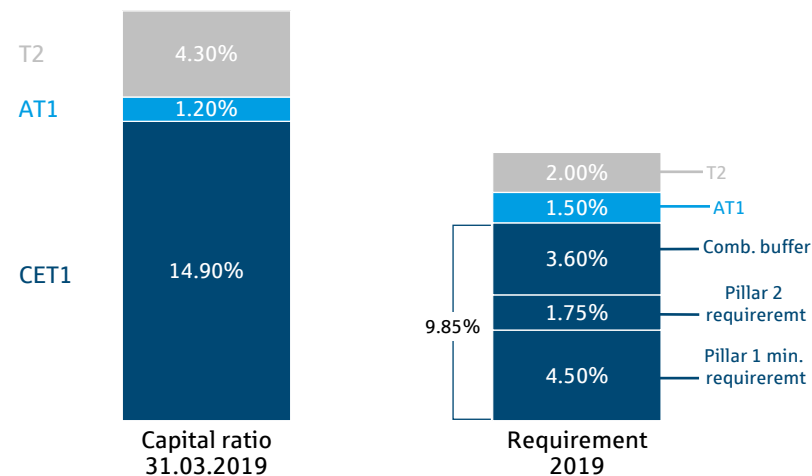 T2
4.30%
AT1
1.20%
CET1
14.90%
Capital ratio
31.03.2019
2.00%
T2
1.50%
AT1
3.60%
Comb. buffer
1.75%
Pillar 2
requireremt
9.85%
4.50%
Pillar 1 min.
requireremt
Requirement
2019